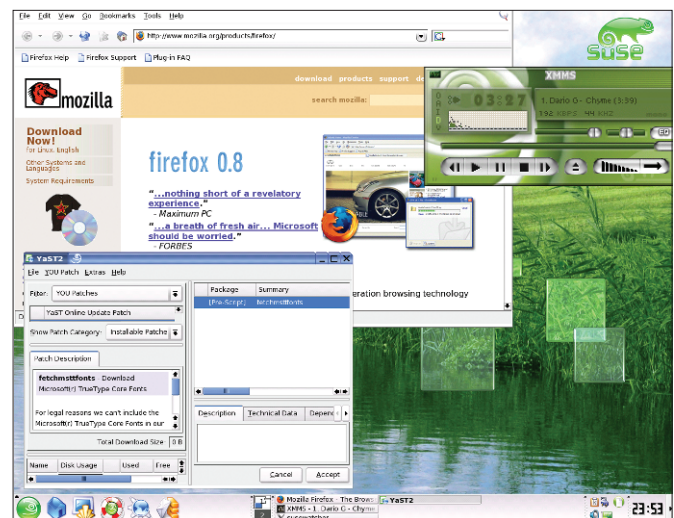 File Edit View Go Bookmarks Tools Help
http://www.mozilla.org/products/firefox/
Firefox Help Firefox Support Plug-in FAQ
mozilla
download products support
search mozilla:
Download
Now!
for Linux, English
Other Systems and
Languages
System Requirements
firefox 0.8
"...nothing short of a revelatory
experience."
- Maximum PC
"...a breath of fresh air... Microsoft
should be worried."
- FORBES
eration browsing technology
SUSE
XMMS
O A I D V
03:27
1. Dario G - Chyme (3:59)
192 KBPS 44 KHZ
EQ
YaST2
File YOU Patch Extras Help
Filter: YOU Patches
YaST Online Update Patch
Show Patch Category: Installable Patche
Patch Description
fetchmsttfonts - Download
Microsoft(r) TrueType Core Fonts
For legal reasons we can't include the
Microsoft(r) TrueType Core Fonts in our
Total Download Size: 0 B
Name Disk Usage Used Free
Package Summary
[Pre-Script] fetchmsttfonts
Description Technical Data Depen
Cancel Accept
2
Mozilla Firefox - The Brows
XMMS - 1. Dario G - Chyme
susewatcher
YaST2
23:53